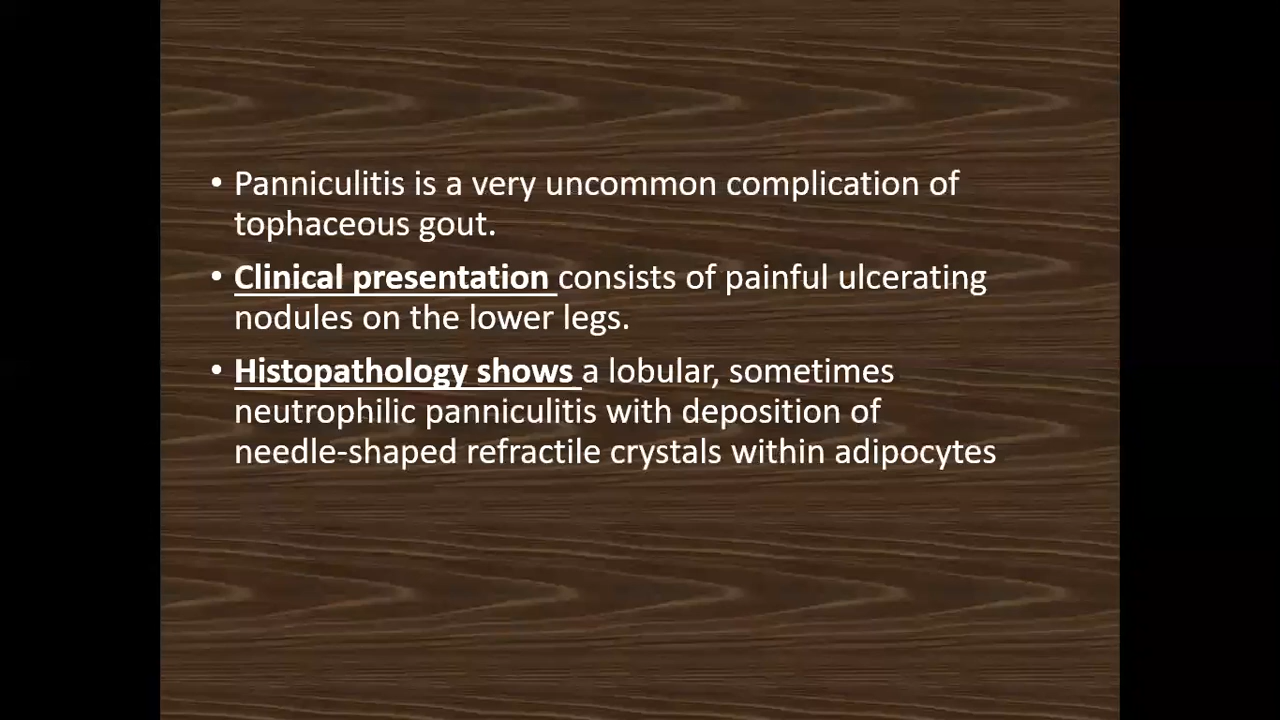 • Panniculitis is a very uncommon complication of
tophaceous gout.
• Clinical presentation consists of painful ulcerating
nodules on the lower legs.
• Histopathology shows a lobular, sometimes
neutrophilic panniculitis with deposition of
needle-shaped refractile crystals within adipocytes